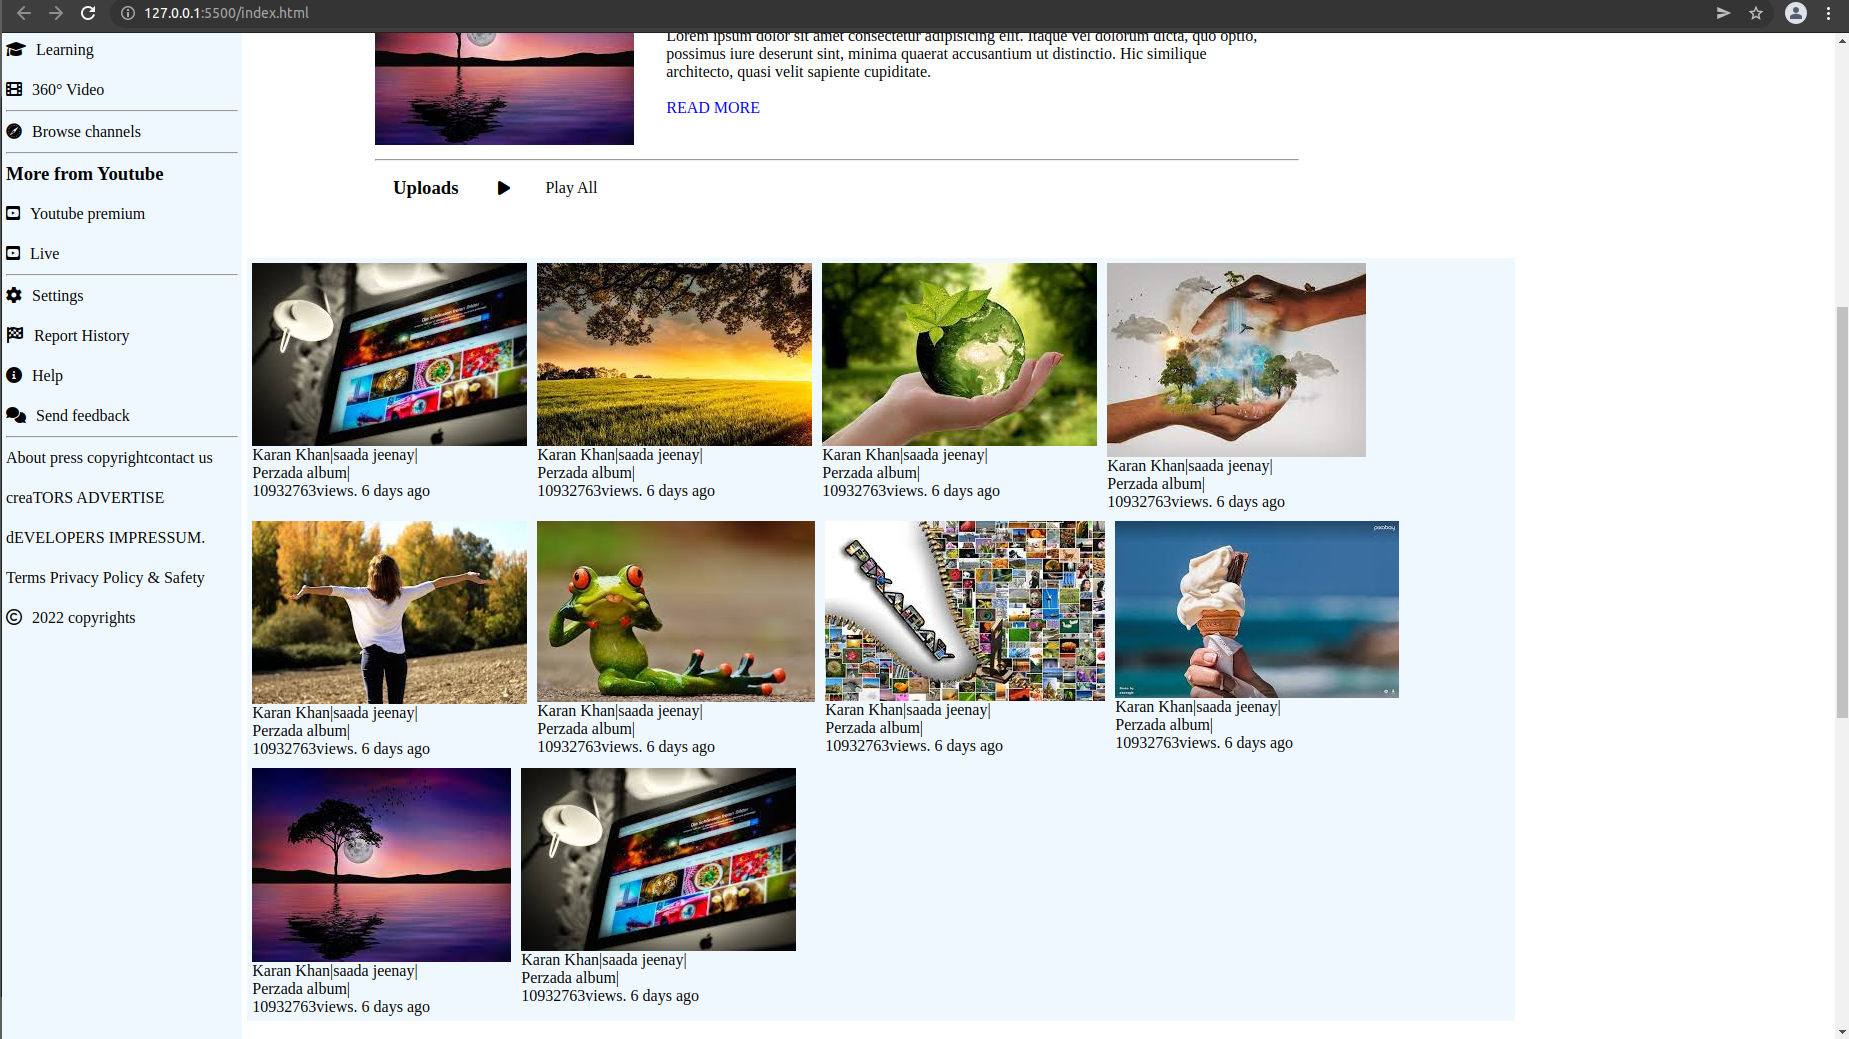 127.0.0.1:5500/index.html
Learning
360° Video
Browse channels
More from Youtube
Youtube premium
Live
Settings
Report History
Help
Send feedback
About press copyrightcontact us
creaTORS ADVERTISE
dEVELOPERS IMPRESSUM.
Terms Privacy Policy & Safety
2022 copyrights
Lorem ipsum dolor sit amet consectetur adipisicing elit. Itaque vel dolorum dicta, quo optio,
possimus iure deserunt sint, minima quaerat accusantium ut distinctio. Hic similique
architecto, quasi velit sapiente cupiditate.
READ MORE
Uploads
Play All
Karan Khan|saada jeenay|
Perzada album|
10932763views. 6 days ago
Karan Khan|saada jeenay|
Perzada album|
10932763views. 6 days ago
Karan Khan|saada jeenay|
Perzada album|
10932763views. 6 days ago
Karan Khan|saada jeenay|
Perzada album|
10932763views. 6 days ago
Karan Khan|saada jeenay|
Perzada album|
10932763views. 6 days ago
Karan Khan|saada jeenay|
Perzada album|
10932763views. 6 days ago
PIXABAY
Karan Khan|saada jeenay|
Perzada album|
10932763views. 6 days ago
pixabay
Karan Khan|saada jeenay|
Perzada album|
10932763views. 6 days ago
Karan Khan|saada jeenay|
Perzada album|
10932763views. 6 days ago
Karan Khan|saada jeenay|
Perzada album|
10932763views. 6 days ago